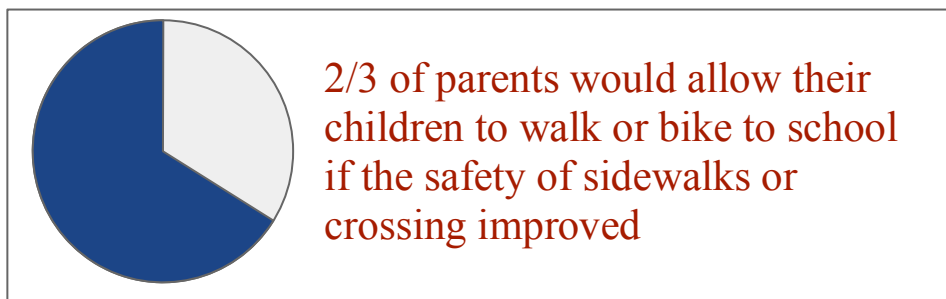 2/3 of parents would allow their
children to walk or bike to school
if the safety of sidewalks or
crossing improved